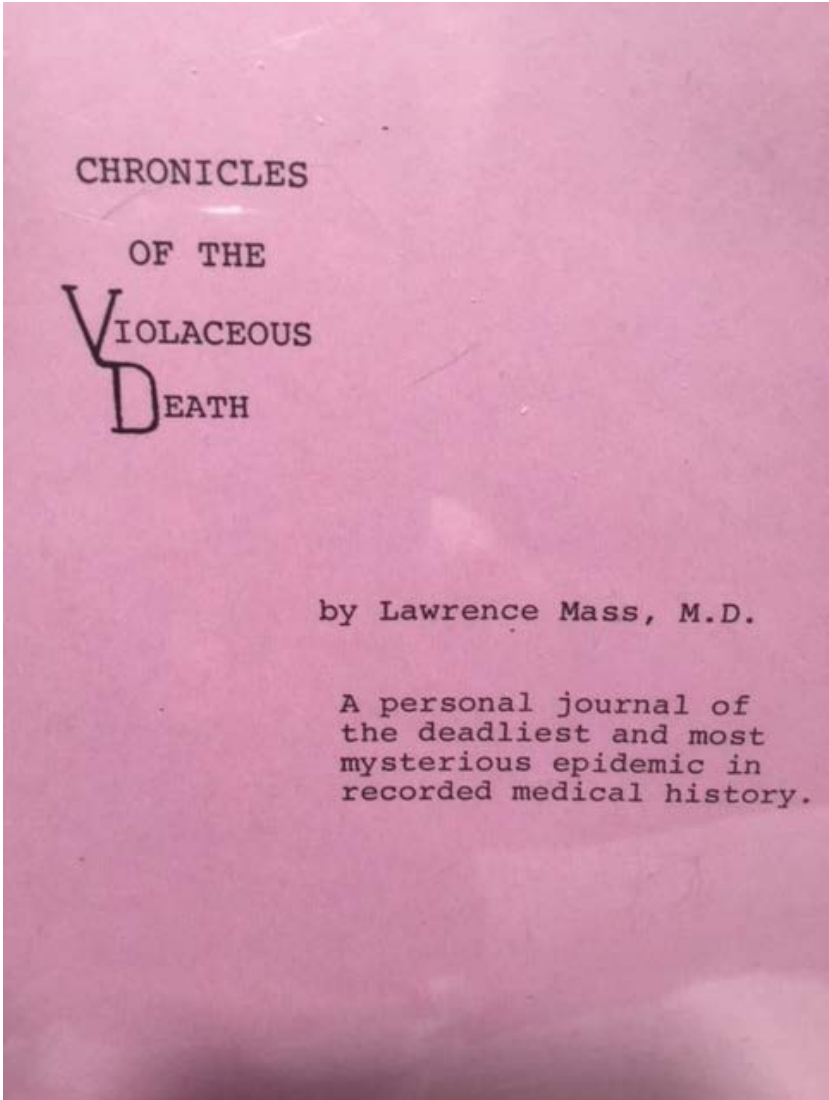 CHRONICLES
OF THE
VIOLACEOUS
DEATH
by Lawrence Mass, M.D.
A personal journal of
the deadliest and most
mysterious epidemic in
recorded medical history.